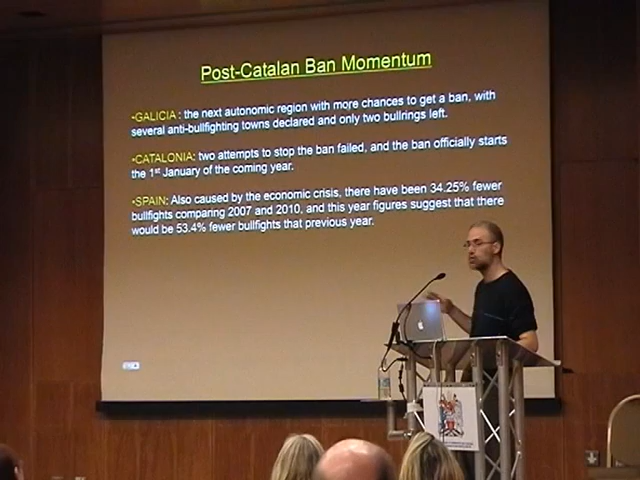 Post-Catalan Ban Momentum
•GALICIA : the next autonomic region with more chances to get a ban, with
several anti-bullfighting towns declared and only two bullrings left.
•CATALONIA: two attempts to stop the ban failed, and the ban officially starts
the 1st January of the coming year.
•SPAIN: Also caused by the economic crisis, there have been 34.25% fewer
bullfights comparing 2007 and 2010, and this year figures suggest that there
would be 53.4% fewer bullfights that previous year.